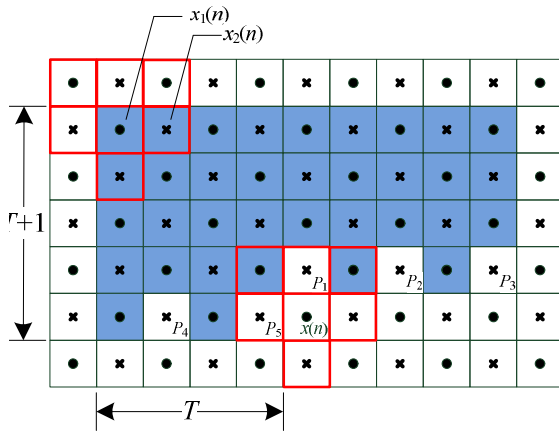 x₁(n)
x₂(n)
T+1
P₁
P₂
P₃
P₄
P₅
x(n)
T